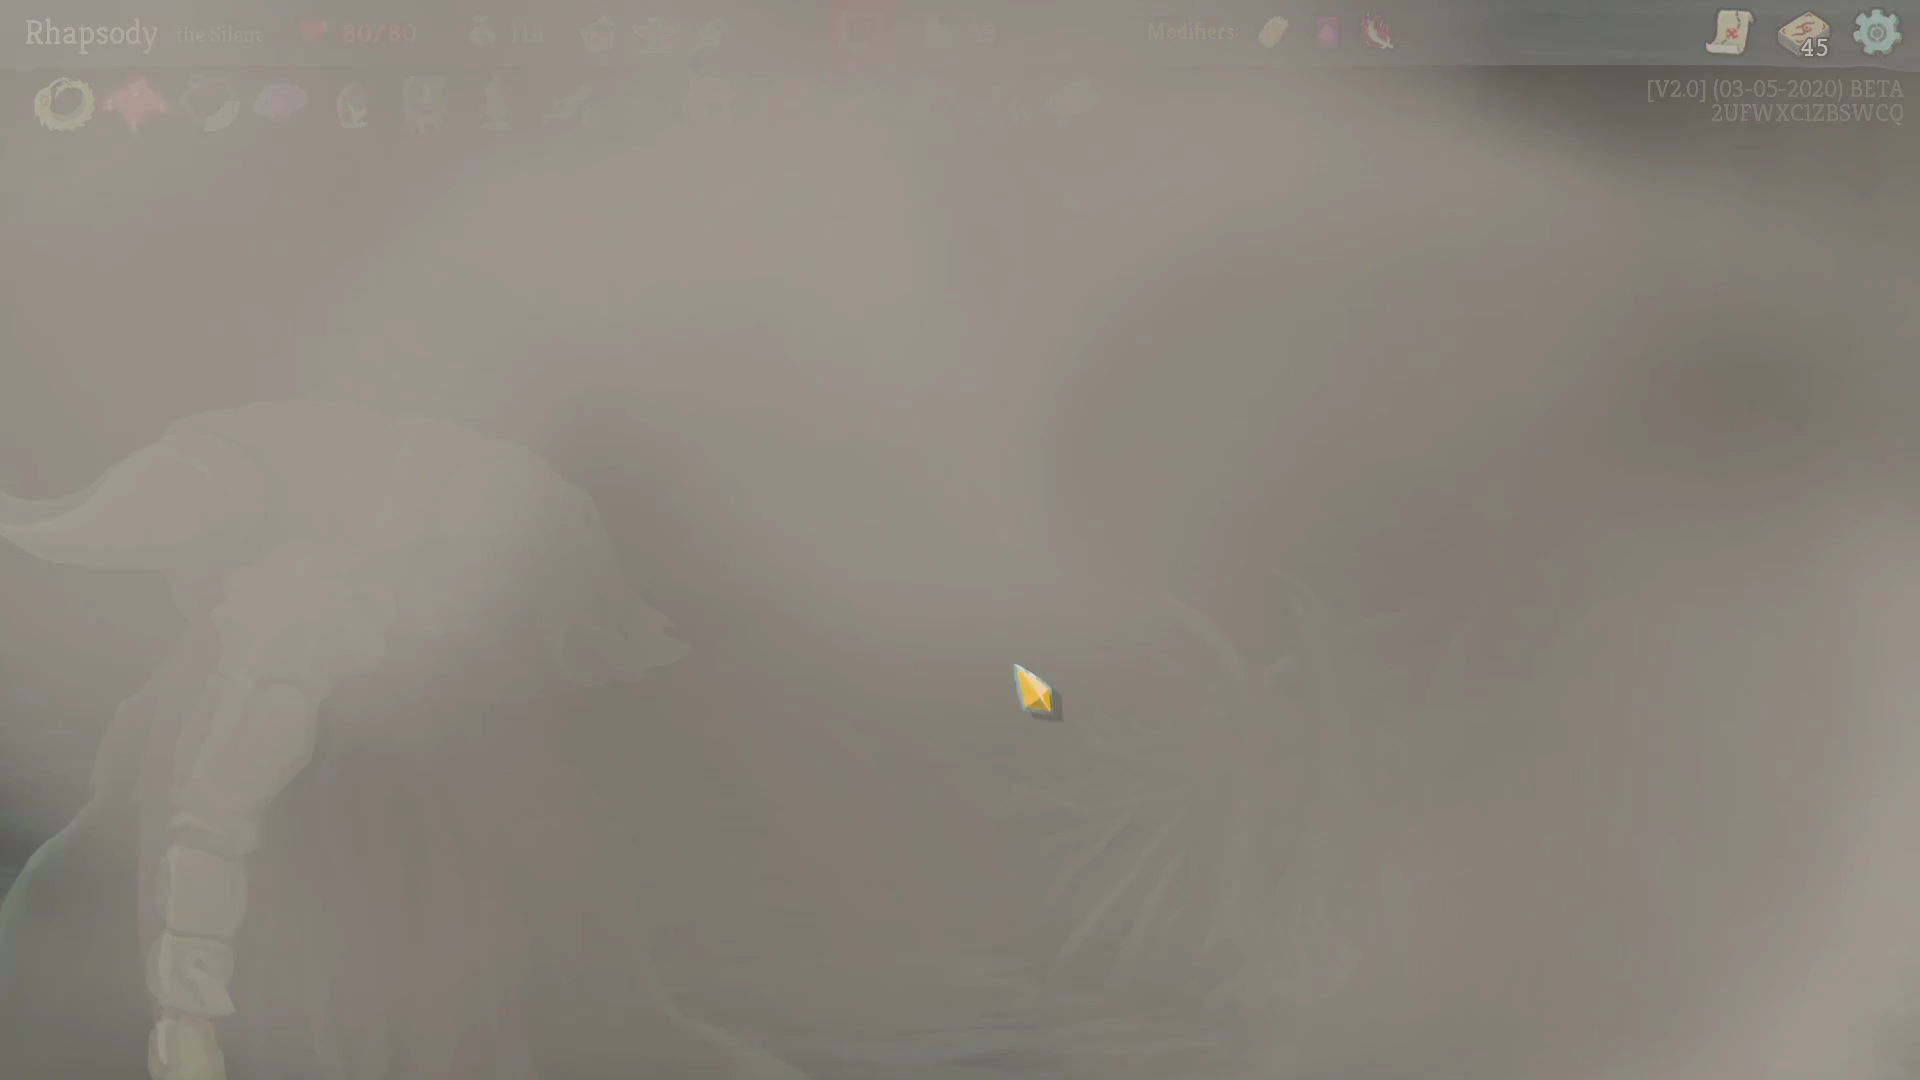 Rhapsody the Silent 80/80 114 Modifiers: 45
[V2.0] (03-05-2020) BETA
2UFWXC1ZBSWCQ